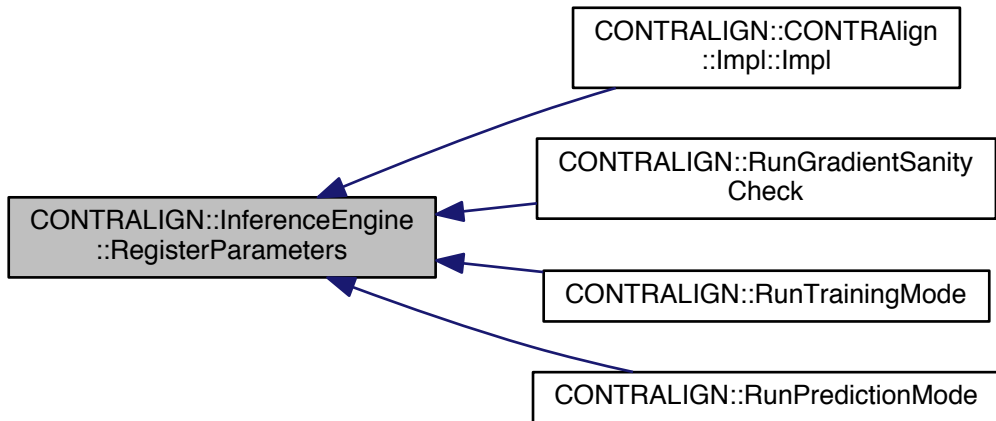 CONTRALIGN::CONTRAlign
::Impl::Impl
CONTRALIGN::RunGradientSanity
Check
CONTRALIGN::InferenceEngine
::RegisterParameters
CONTRALIGN::RunTrainingMode
CONTRALIGN::RunPredictionMode